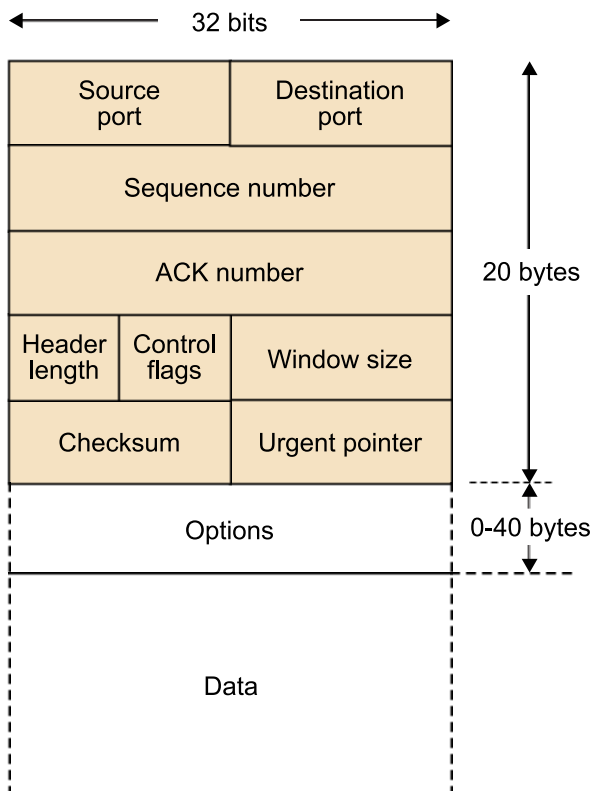 32 bits
Source
port
Destination
port
Sequence number
ACK number
20 bytes
Header
length
Control
flags
Window size
Checksum
Urgent pointer
Options
0-40 bytes
Data